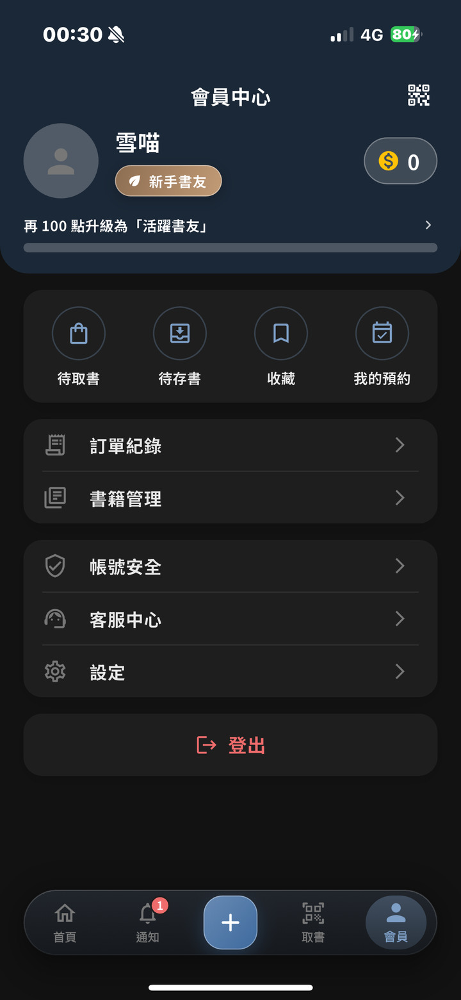 00:30
4G
80
會員中心
雪喵
新手書友
0
再 100 點升級為「活躍書友」
待取書
待存書
收藏
我的預約
訂單紀錄
書籍管理
帳號安全
客服中心
設定
登出
1
首頁
通知
取書
會員